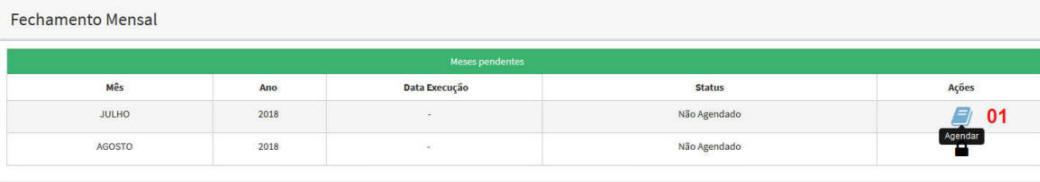 Fechamento Mensal
Meses pendentes
Mês Ano Data Execução Status Ações
JULHO 2018 - Não Agendado 01
Agendar
AGOSTO 2018 - Não Agendado